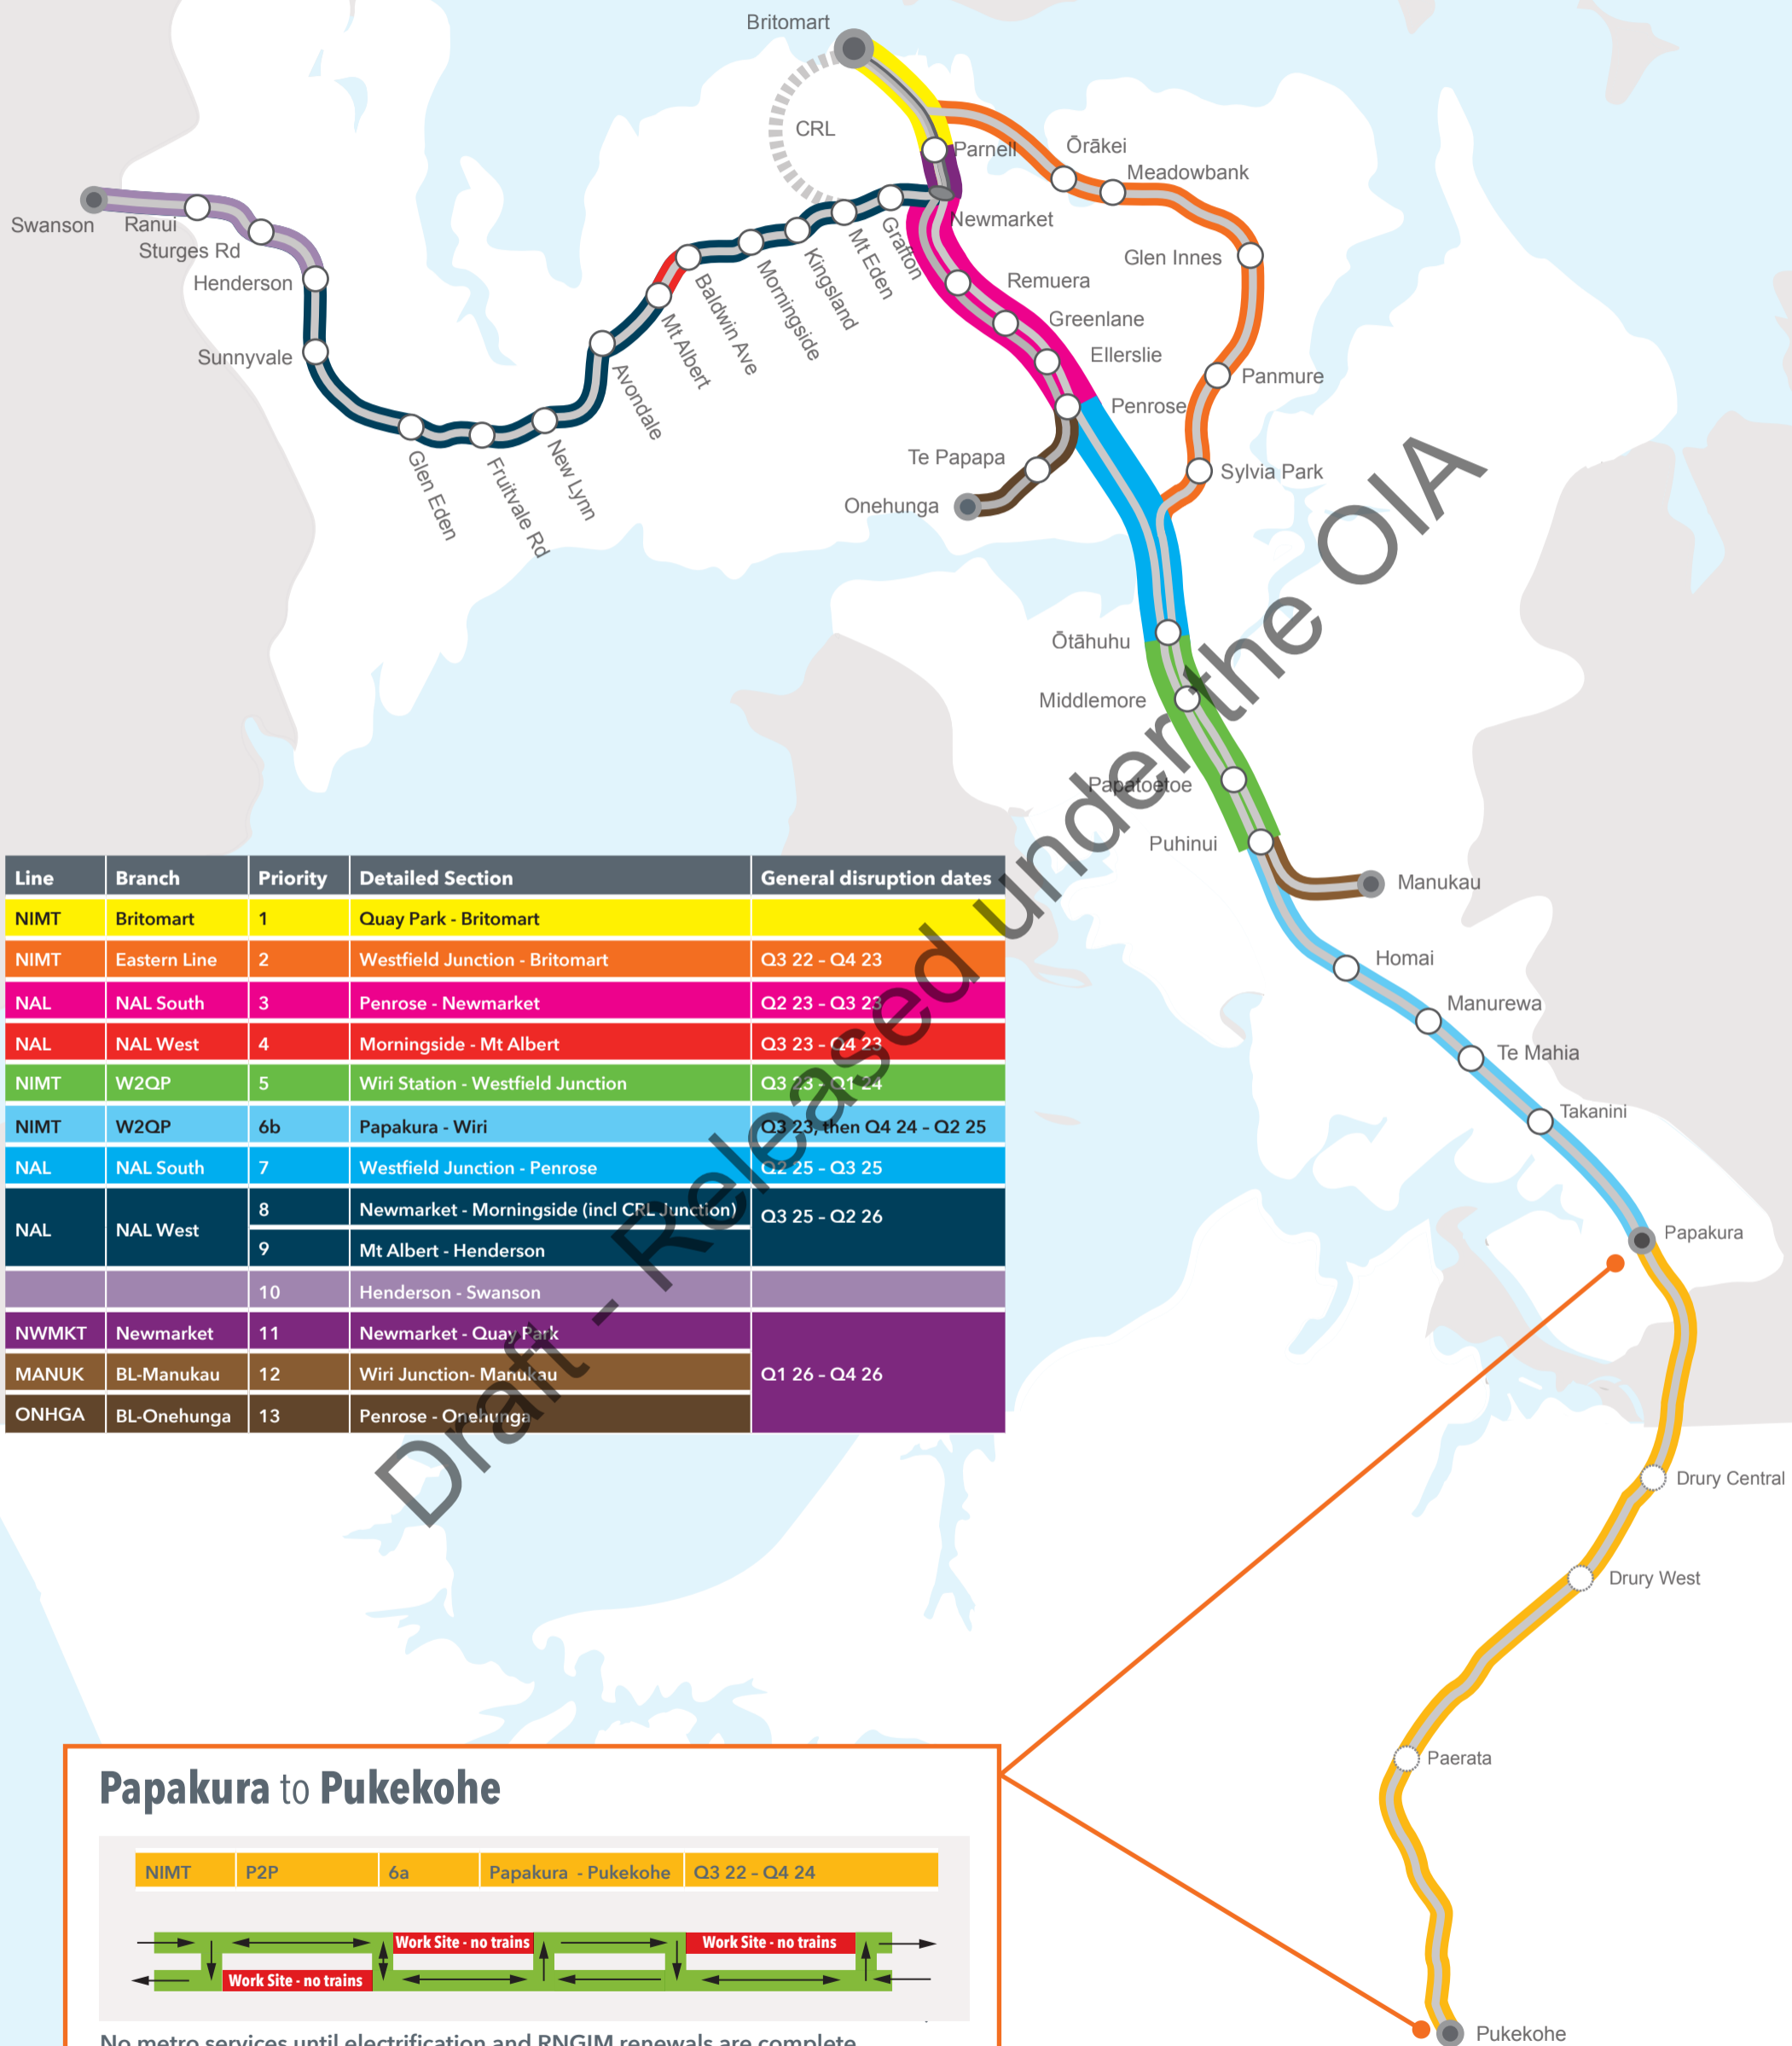 Britomart
CRL
Parnell
Ōrākei
Meadowbank
Swanson
Ranui
Sturges Rd
Henderson
Sunnyvale
Glen Eden
Fruitvale Rd
New Lynn
Avondale
Mt Albert
Baldwin Ave
Morningside
Kingsland
Mt Eden
Grafton
Newmarket
Glen Innes
Remuera
Greenlane
Ellerslie
Panmure
Penrose
Te Papapa
Onehunga
Sylvia Park
Ōtāhuhu
Middlemore
Papatoetoe
Puhinui
Manukau
Homai
Manurewa
Te Mahia
Takanini
Papakura
Drury Central
Drury West
Paerata
Pukekohe
Draft - Released under the OIA
Line Branch Priority Detailed Section General disruption dates
NIMT Britomart 1 Quay Park - Britomart
NIMT Eastern Line 2 Westfield Junction - Britomart Q3 22 – Q4 23
NAL NAL South 3 Penrose - Newmarket Q2 23 – Q3 23
NAL NAL West 4 Morningside - Mt Albert Q3 23 – Q4 23
NIMT W2QP 5 Wiri Station - Westfield Junction Q3 23 - Q1 24
NIMT W2QP 6b Papakura - Wiri Q3 23, then Q4 24 – Q2 25
NAL NAL South 7 Westfield Junction - Penrose Q2 25 – Q3 25
NAL NAL West 8 Newmarket - Morningside (incl CRL Junction) Q3 25 – Q2 26
9 Mt Albert - Henderson
10 Henderson - Swanson
NWMKT Newmarket 11 Newmarket - Quay Park
MANUK BL-Manukau 12 Wiri Junction- Manukau Q1 26 – Q4 26
ONHGA BL-Onehunga 13 Penrose - Onehunga
Papakura to Pukekohe
NIMT P2P 6a Papakura - Pukekohe Q3 22 – Q4 24
Work Site - no trains Work Site - no trains
Work Site - no trains
No metro services until electrification and RNGIM renewals are complete